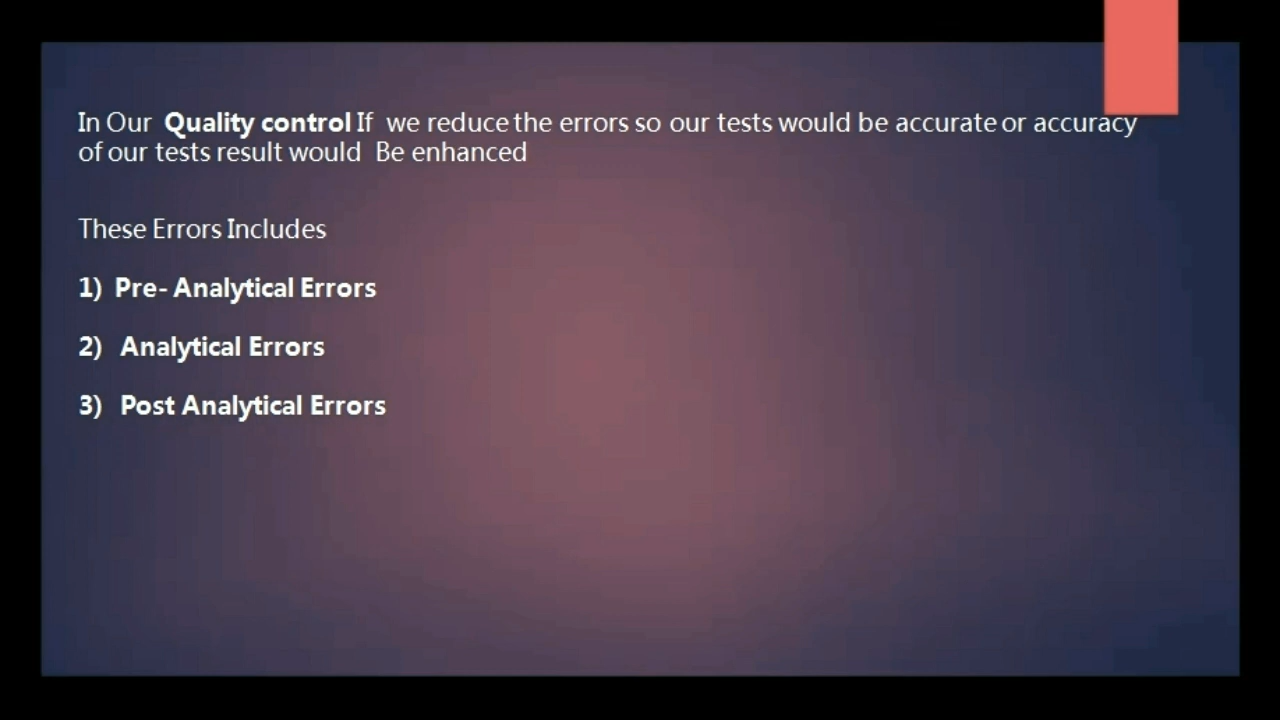 In Our Quality control If we reduce the errors so our tests would be accurate or accuracy
of our tests result would Be enhanced
These Errors Includes
1) Pre- Analytical Errors
2) Analytical Errors
3) Post Analytical Errors